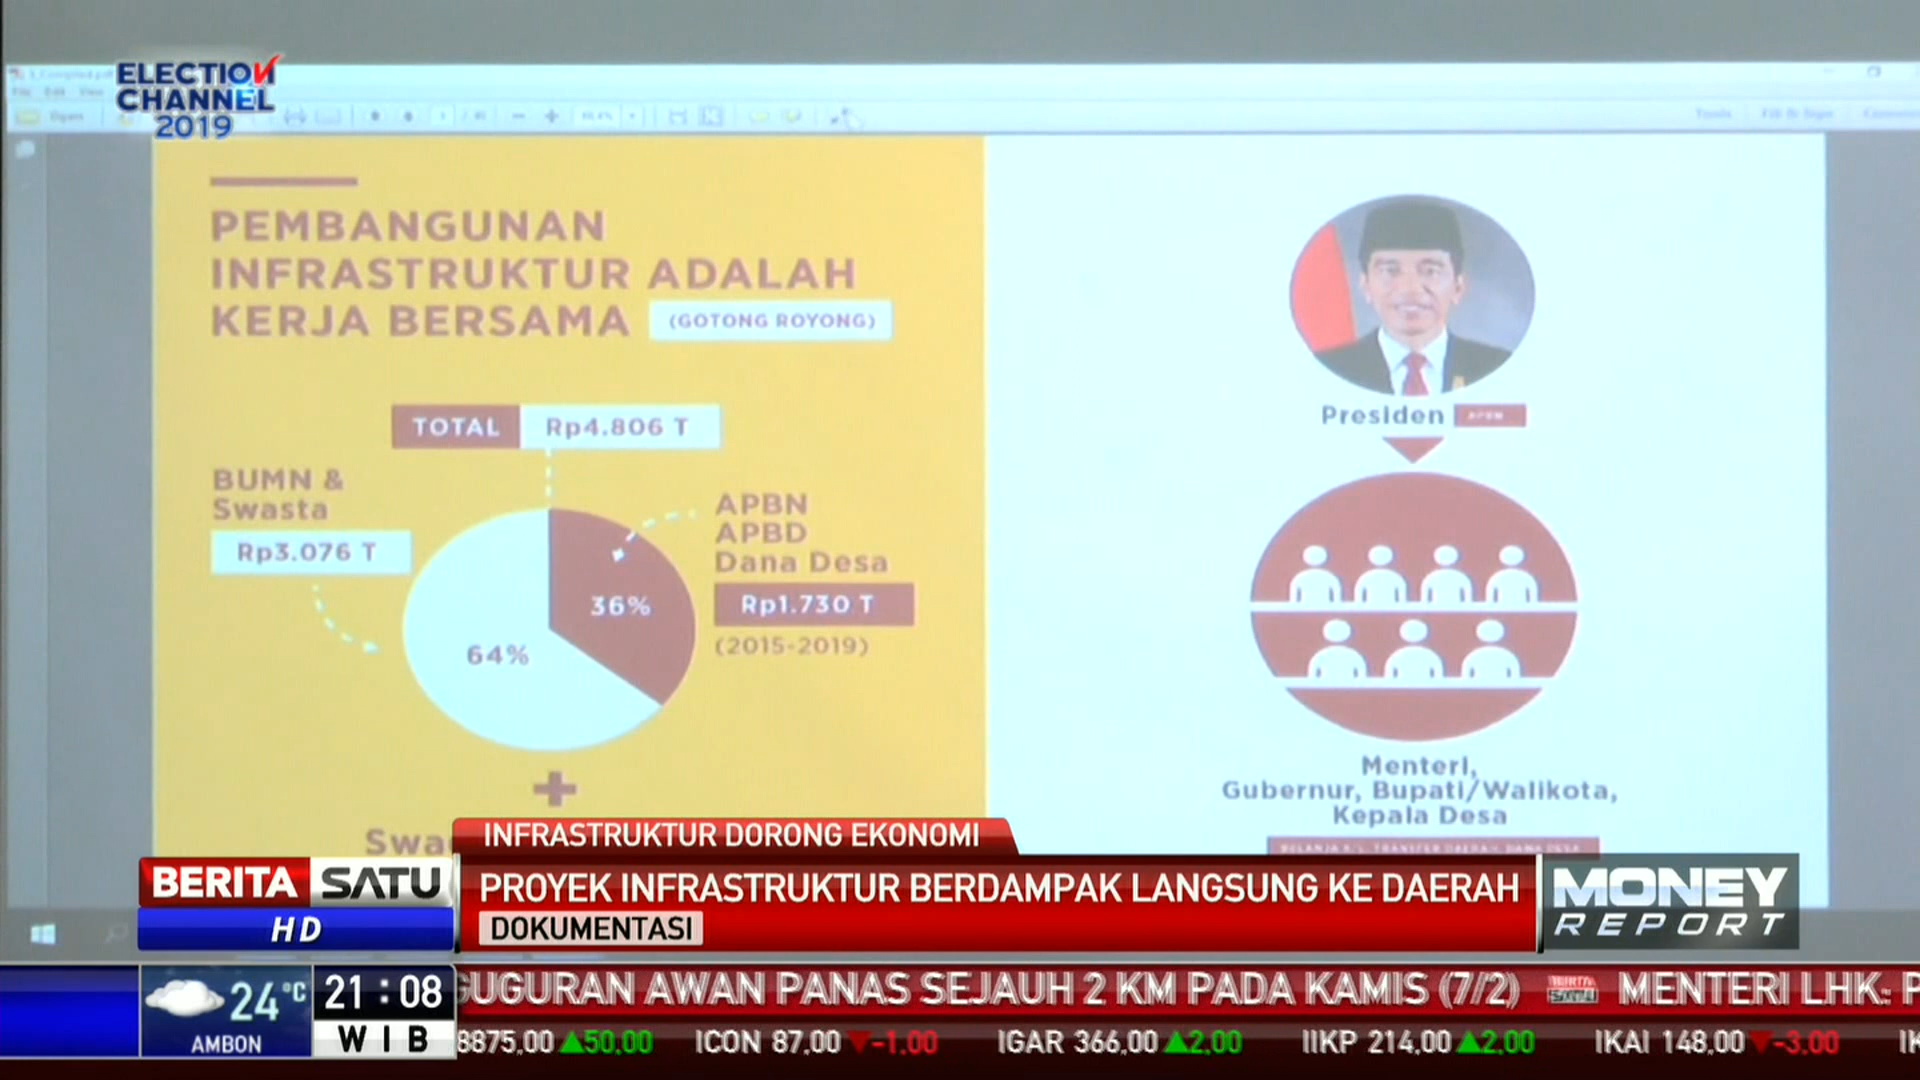 ELECTION
CHANNEL
2019
PEMBANGUNAN
INFRASTRUKTUR ADALAH
KERJA BERSAMA (GOTONG ROYONG)
TOTAL Rp4.806 T
BUMN &
Swasta
Rp3.076 T
APBN
APBD
Dana Desa
Rp1.730 T
(2015-2019)
36%
64%
+
Presiden APBN
Menteri,
Gubernur, Bupati/Walikota,
Kepala Desa
INFRASTRUKTUR DORONG EKONOMI
BERITA SATU
HD
PROYEK INFRASTRUKTUR BERDAMPAK LANGSUNG KE DAERAH
DOKUMENTASI
MONEY
REPORT
24°C
AMBON
21:08
WIB
GUGURAN AWAN PANAS SEJAUH 2 KM PADA KAMIS (7/2) BERITA SATU MENTERI LHK: P
8875,00 ▲50,00 ICON 87,00 ▼-1,00 IGAR 366,00 ▲2,00 IIKP 214,00 ▲2,00 IKAI 148,00 ▼-3,00